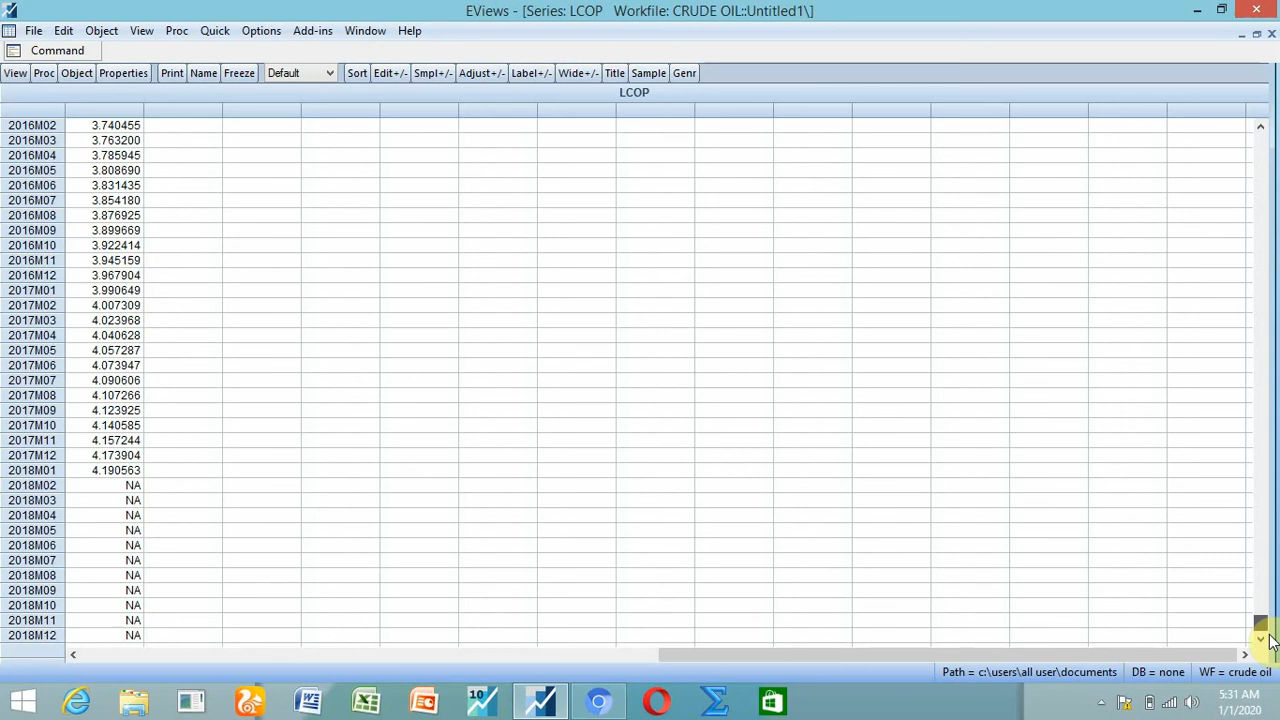 EViews - [Series: LCOP Workfile: CRUDE OIL::Untitled1\]
File Edit Object View Proc Quick Options Add-ins Window Help
Command
View Proc Object Properties Print Name Freeze Default Sort Edit+/- Smpl+/- Adjust+/- Label+/- Wide+/- Title Sample Genr
LCOP
2016M02 3.740455
2016M03 3.763200
2016M04 3.785945
2016M05 3.808690
2016M06 3.831435
2016M07 3.854180
2016M08 3.876925
2016M09 3.899669
2016M10 3.922414
2016M11 3.945159
2016M12 3.967904
2017M01 3.990649
2017M02 4.007309
2017M03 4.023968
2017M04 4.040628
2017M05 4.057287
2017M06 4.073947
2017M07 4.090606
2017M08 4.107266
2017M09 4.123925
2017M10 4.140585
2017M11 4.157244
2017M12 4.173904
2018M01 4.190563
2018M02 NA
2018M03 NA
2018M04 NA
2018M05 NA
2018M06 NA
2018M07 NA
2018M08 NA
2018M09 NA
2018M10 NA
2018M11 NA
2018M12 NA
Path = c:\users\all user\documents DB = none WF = crude oil
10
5:31 AM
1/1/2020